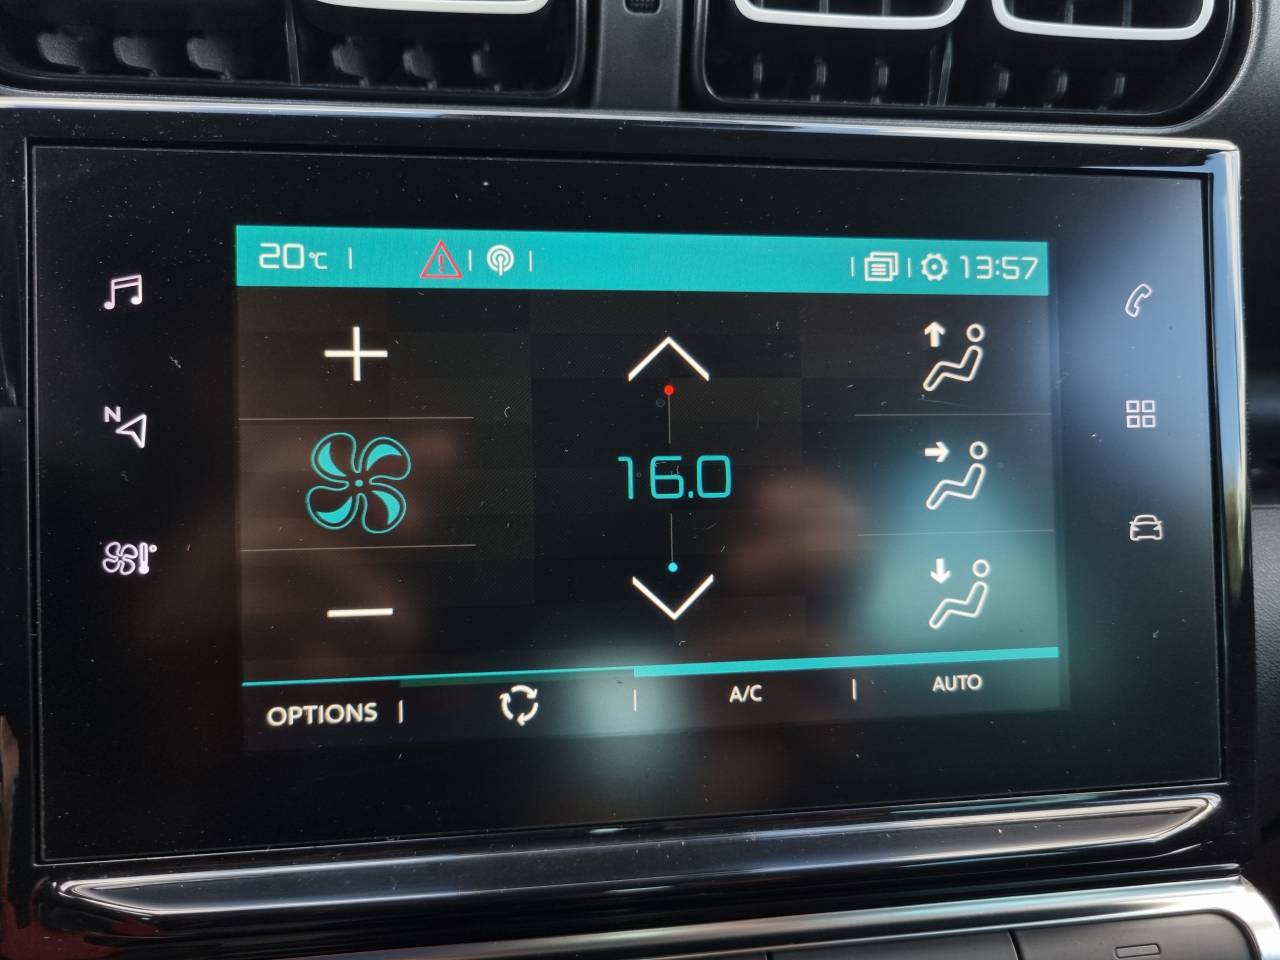 20°C
13:57
N
16.0
OPTIONS
A/C
AUTO